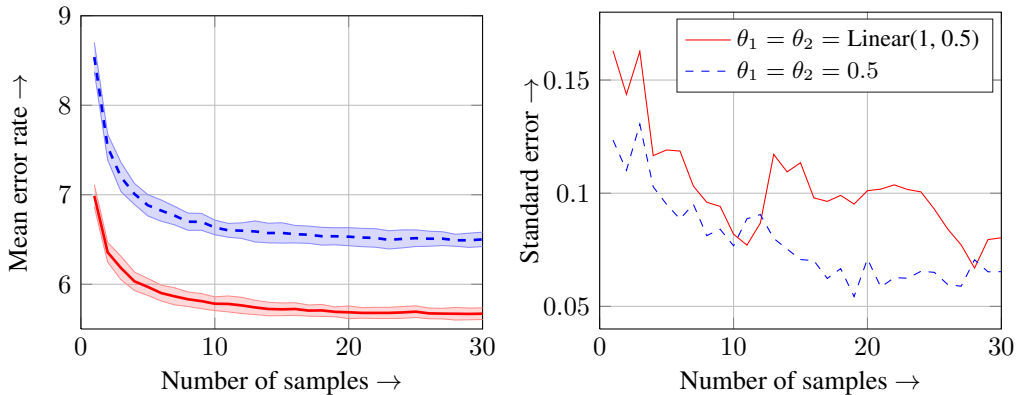 9
8
7
6
0
10
20
30
Mean error rate →
Number of samples →
θ₁ = θ₂ = Linear(1, 0.5)
θ₁ = θ₂ = 0.5
0.15
0.1
0.05
0
10
20
30
Standard error →
Number of samples →